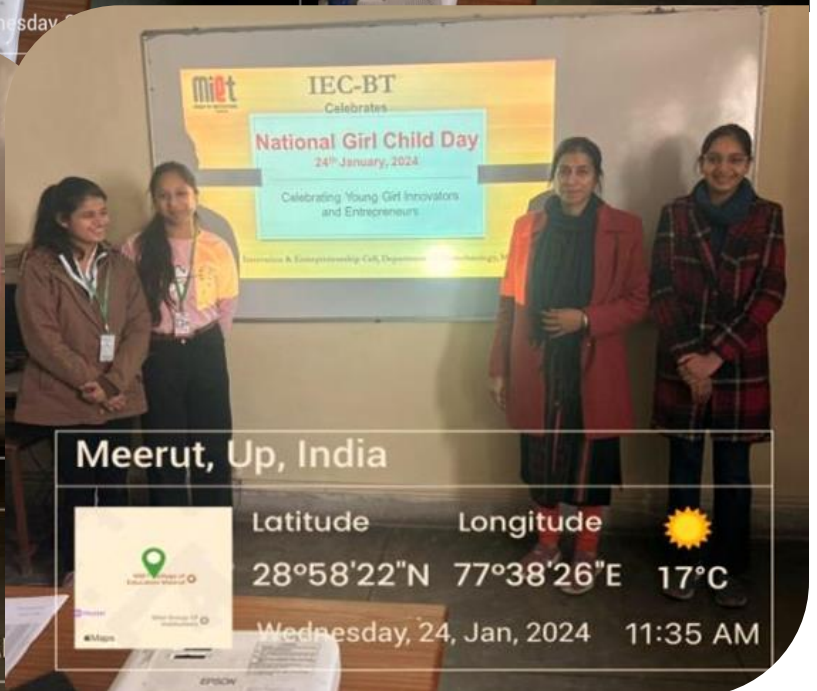 nesday
miet
IEC-BT
Celebrates
National Girl Child Day
24th January, 2024
Celebrating Young Girl Innovators
and Entrepreneurs
& Entrepreneurship Cell, Department
Meerut, Up, India
Latitude Longitude
28°58'22"N 77°38'26"E 17°C
Education Meerut
Maps
Wednesday, 24, Jan, 2024 11:35 AM
EPSON